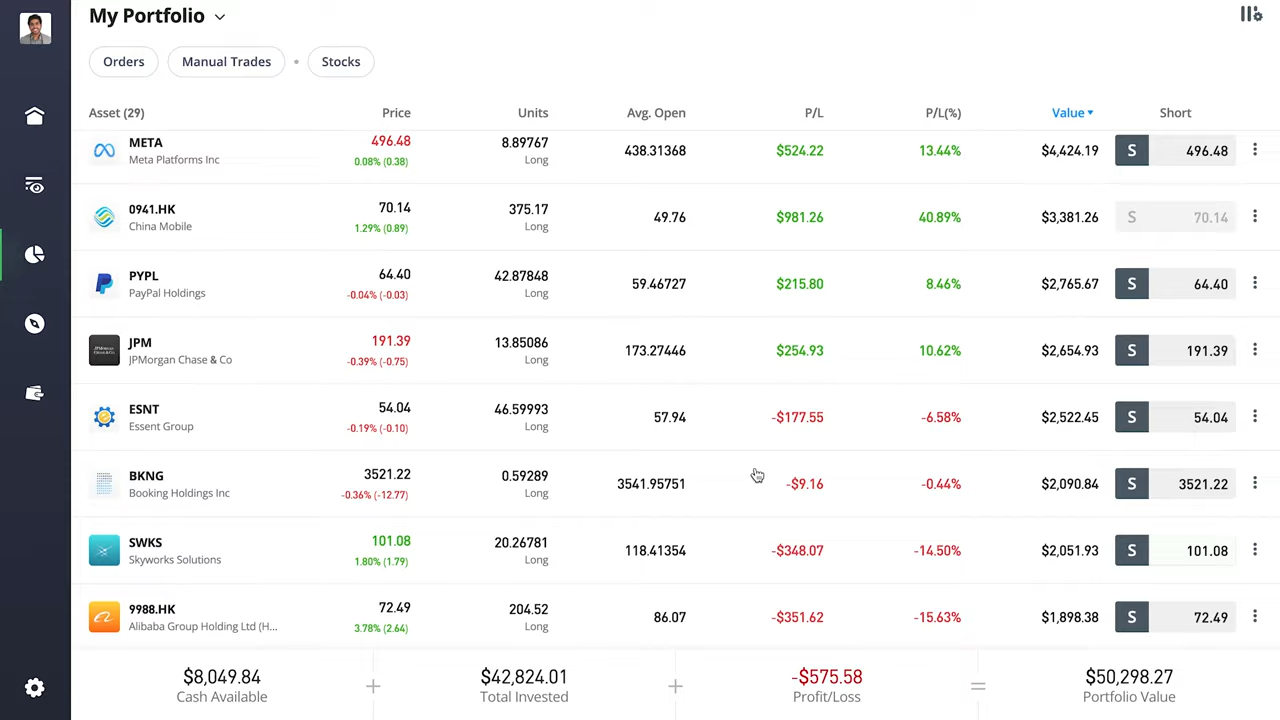 My Portfolio
Orders Manual Trades • Stocks
Asset (29) Price Units Avg. Open P/L P/L(%) Value Short
META 496.48 8.89767 438.31368 $524.22 13.44% $4,424.19 S 496.48
Meta Platforms Inc 0.08% (0.38) Long
0941.HK 70.14 375.17 49.76 $981.26 40.89% $3,381.26 S 70.14
China Mobile 1.29% (0.89) Long
PYPL 64.40 42.87848 59.46727 $215.80 8.46% $2,765.67 S 64.40
PayPal Holdings -0.04% (-0.03) Long
JPM 191.39 13.85086 173.27446 $254.93 10.62% $2,654.93 S 191.39
JPMorgan Chase & Co -0.39% (-0.75) Long
ESNT 54.04 46.59993 57.94 -$177.55 -6.58% $2,522.45 S 54.04
Essent Group -0.19% (-0.10) Long
BKNG 3521.22 0.59289 3541.95751 -$9.16 -0.44% $2,090.84 S 3521.22
Booking Holdings Inc -0.36% (-12.77) Long
SWKS 101.08 20.26781 118.41354 -$348.07 -14.50% $2,051.93 S 101.08
Skyworks Solutions 1.80% (1.79) Long
9988.HK 72.49 204.52 86.07 -$351.62 -15.63% $1,898.38 S 72.49
Alibaba Group Holding Ltd (H... 3.78% (2.64) Long
$8,049.84 + $42,824.01 + -$575.58 = $50,298.27
Cash Available Total Invested Profit/Loss Portfolio Value